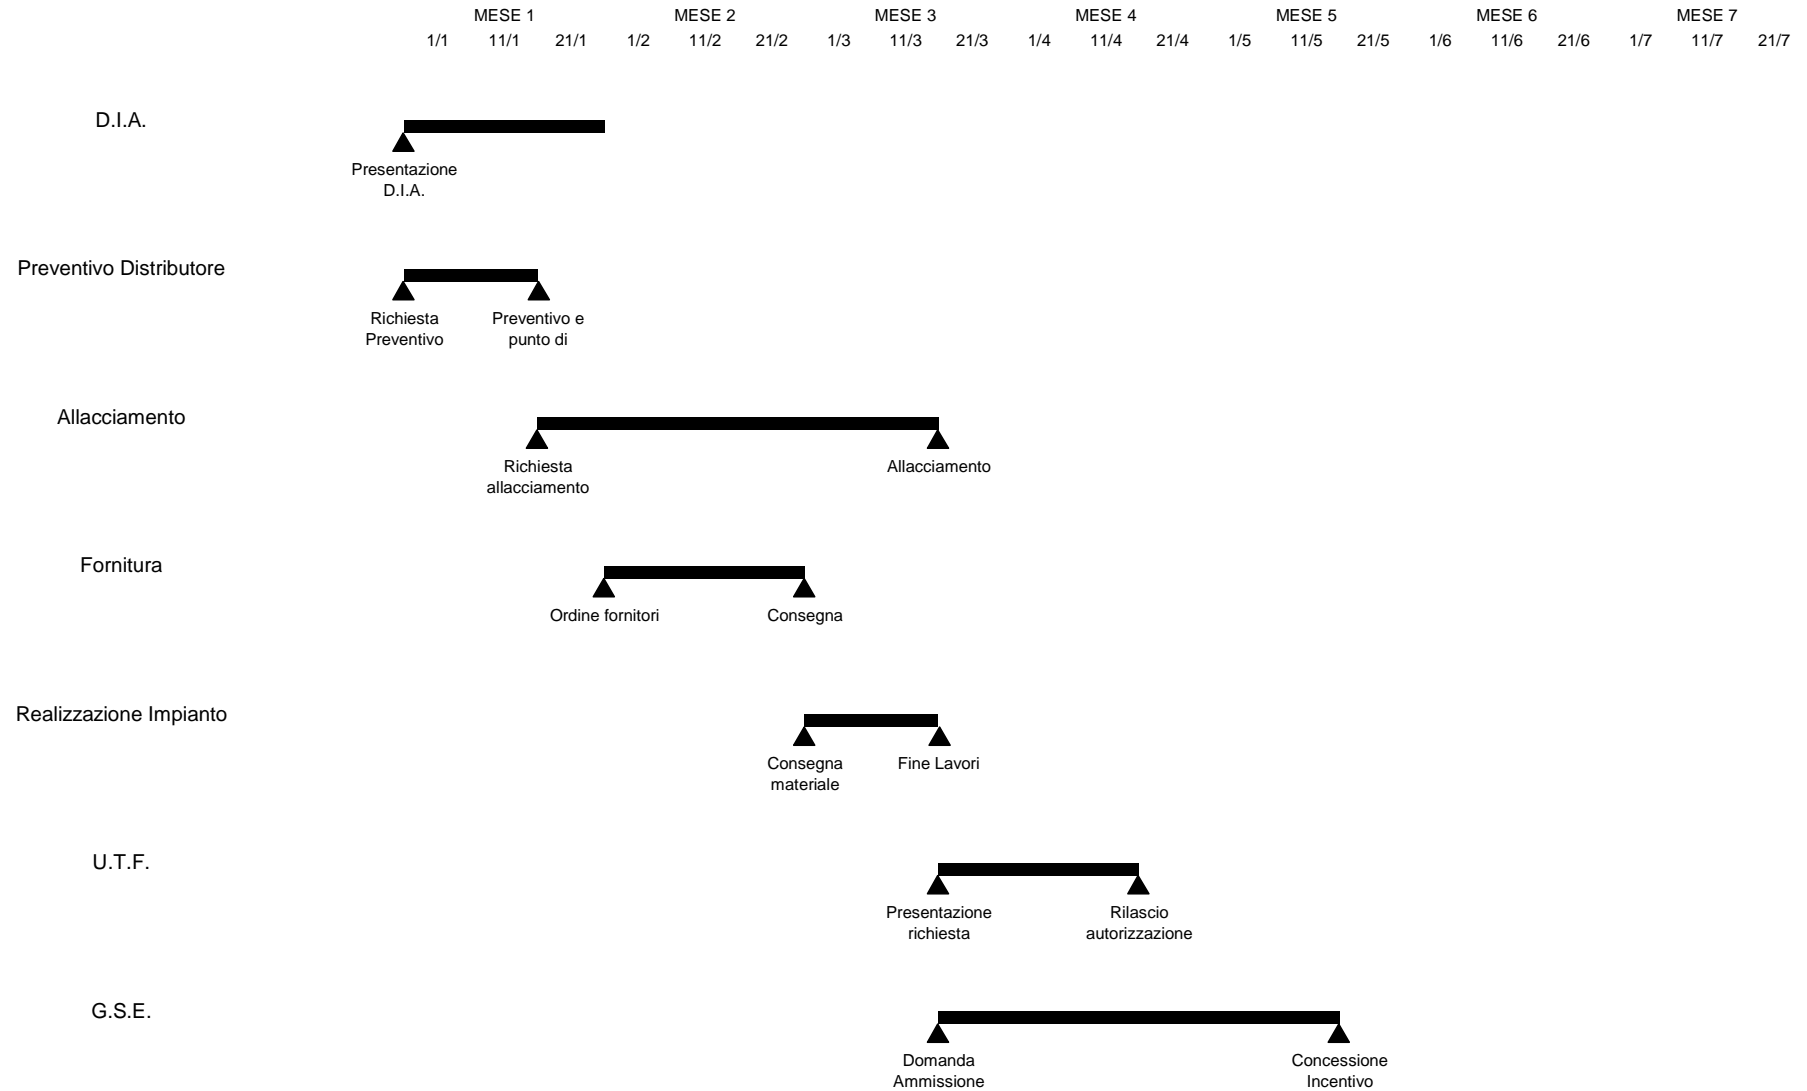 MESE 1 MESE 2 MESE 3 MESE 4 MESE 5 MESE 6 MESE 7
1/1 11/1 21/1 1/2 11/2 21/2 1/3 11/3 21/3 1/4 11/4 21/4 1/5 11/5 21/5 1/6 11/6 21/6 1/7 11/7 21/7
D.I.A.
Presentazione
D.I.A.
Preventivo Distributore
Richiesta Preventivo e
Preventivo punto di
Allacciamento
Richiesta Allacciamento
allacciamento
Fornitura
Ordine fornitori Consegna
Realizzazione Impianto
Consegna Fine Lavori
materiale
U.T.F.
Presentazione Rilascio
richiesta autorizzazione
G.S.E.
Domanda Concessione
Ammissione Incentivo